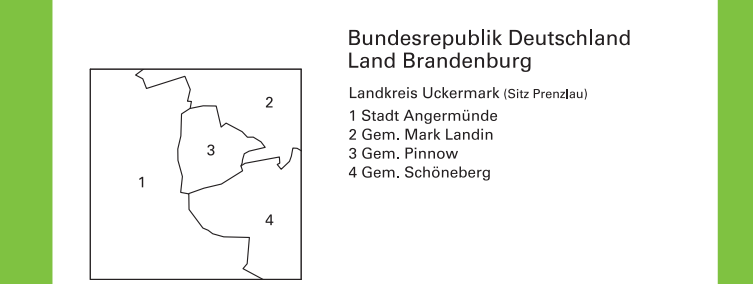 Bundesrepublik Deutschland
Land Brandenburg
Landkreis Uckermark (Sitz Prenzlau)
1 Stadt Angermünde
2 Gem. Mark Landin
3 Gem. Pinnow
4 Gem. Schöneberg
2
3
1
4